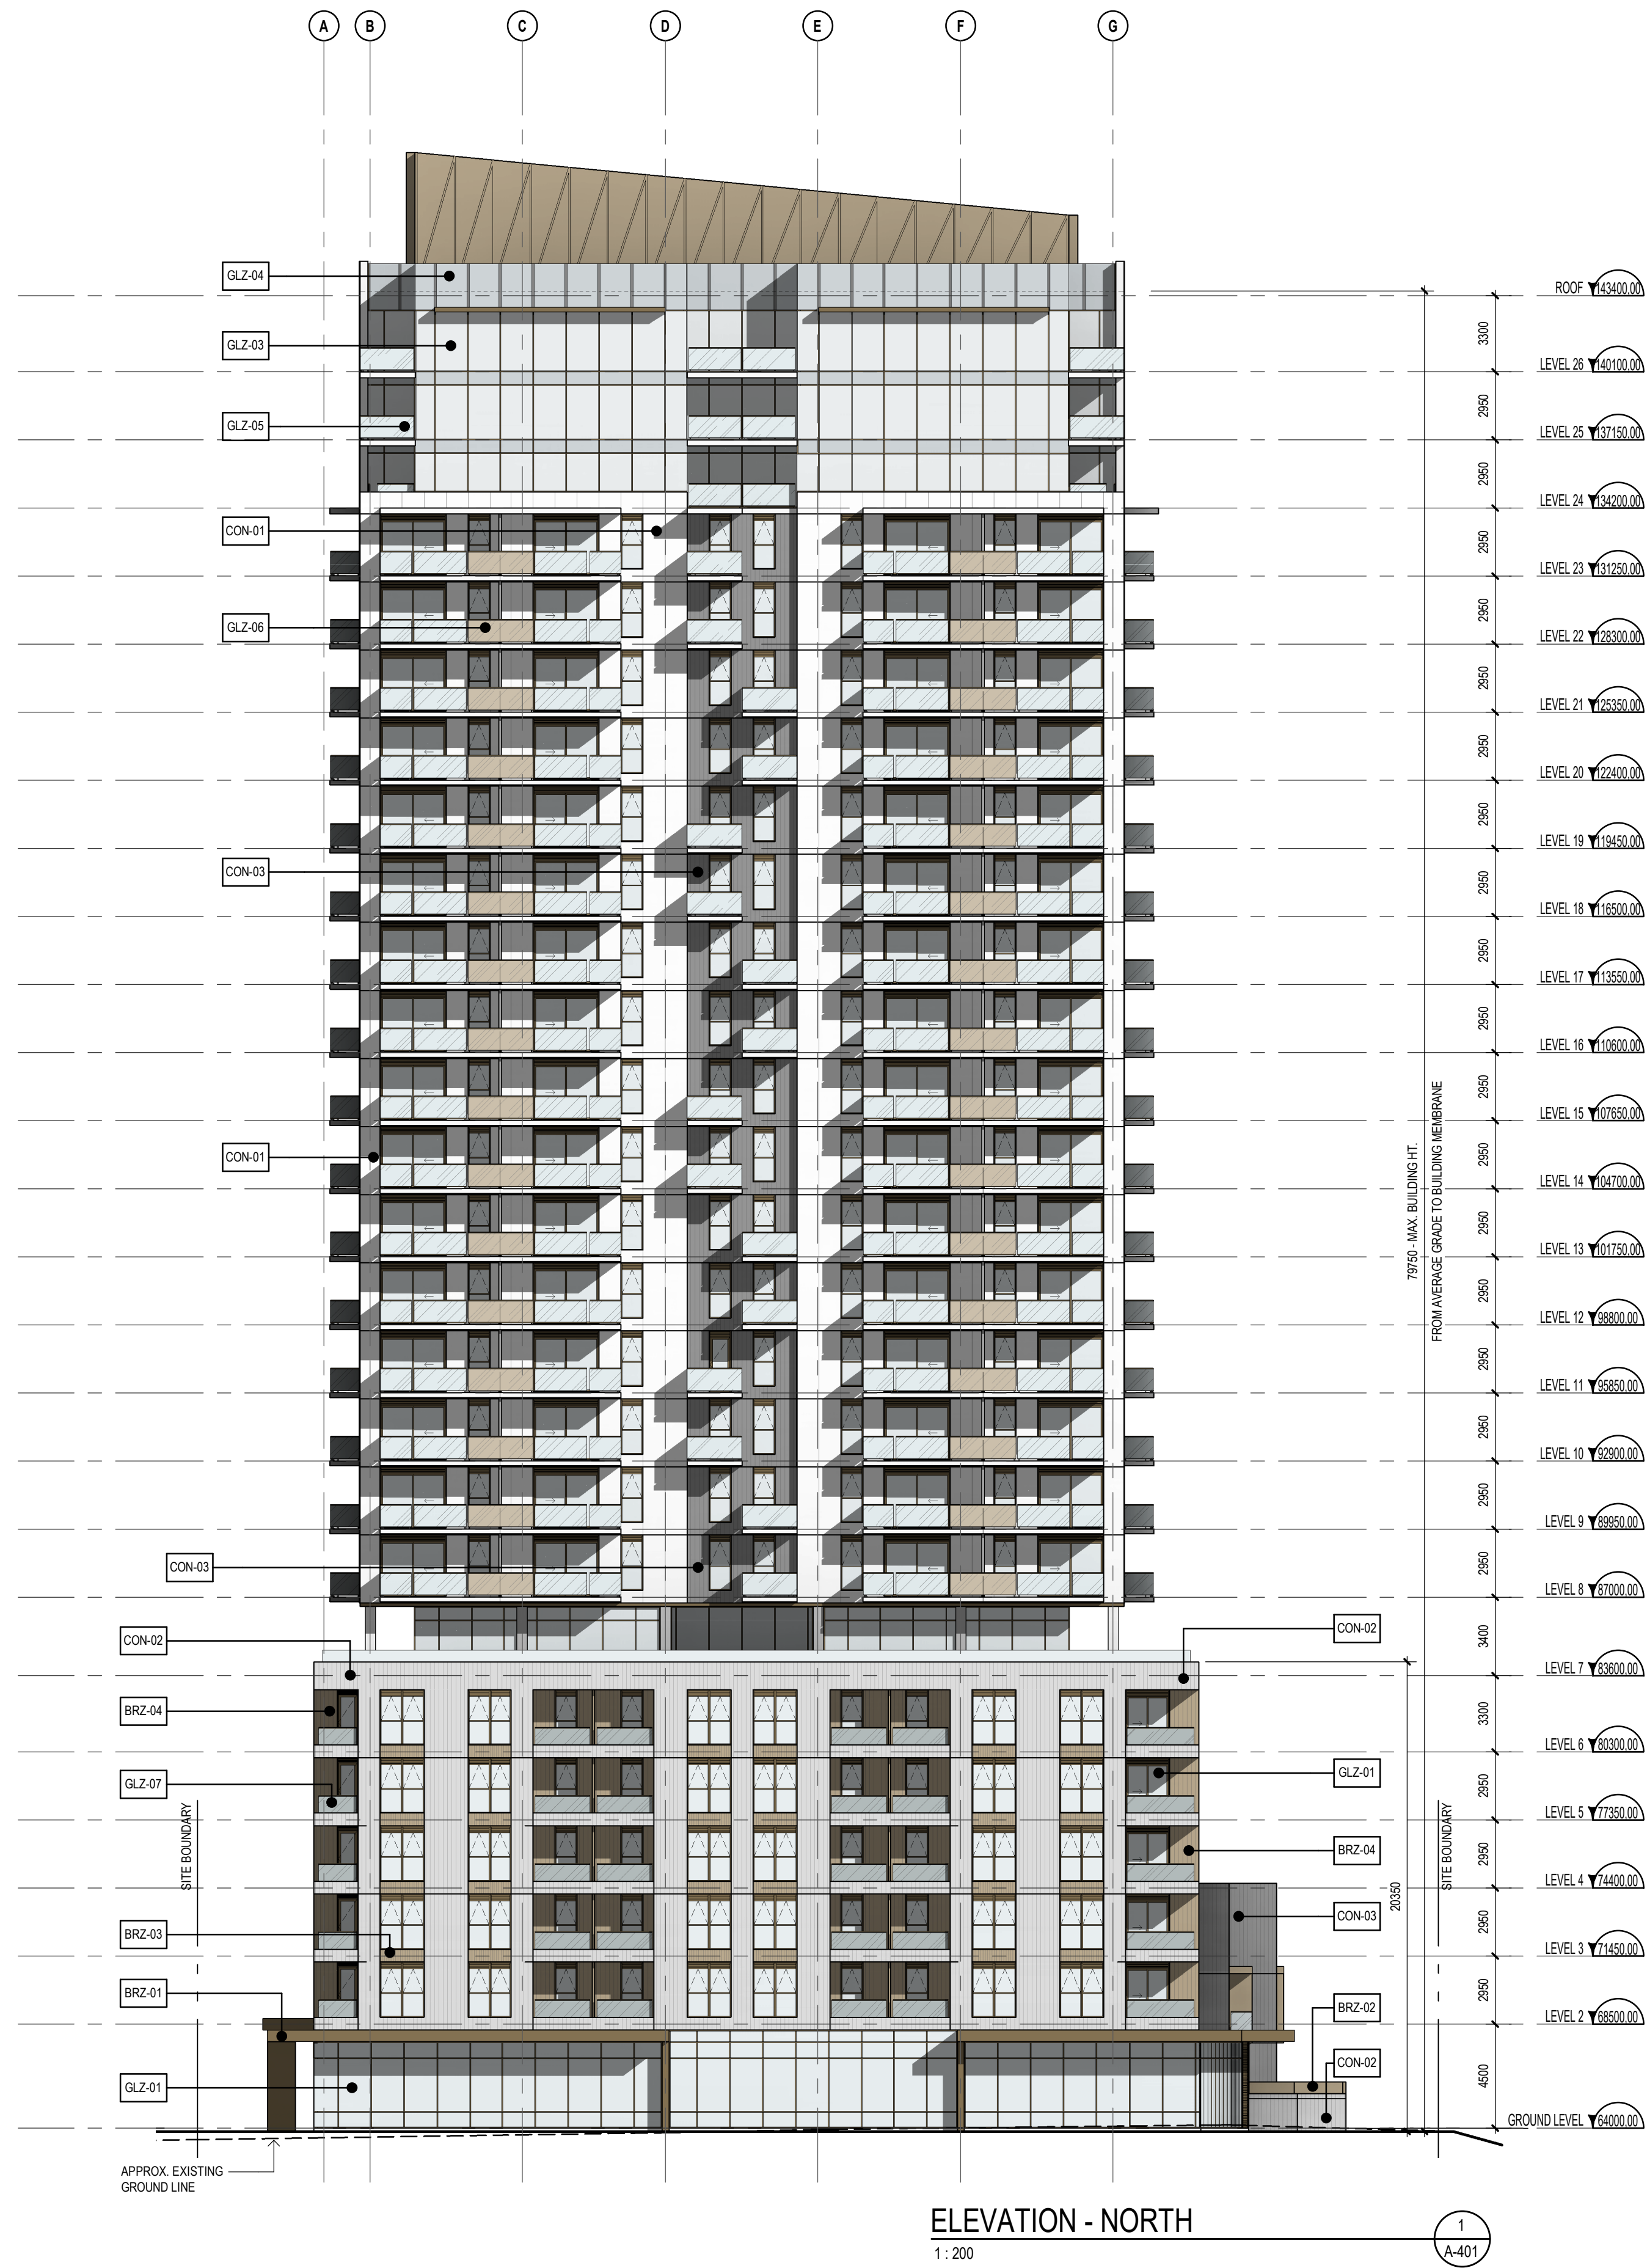 A B C D E F G
GLZ-04
ROOF 143400.00
3300
GLZ-03
LEVEL 26 140100.00
2950
GLZ-05
LEVEL 25 137150.00
2950
LEVEL 24 134200.00
CON-01
2950
LEVEL 23 131250.00
2950
GLZ-06
LEVEL 22 128300.00
2950
LEVEL 21 125350.00
2950
LEVEL 20 122400.00
2950
LEVEL 19 119450.00
CON-03
2950
LEVEL 18 116500.00
2950
LEVEL 17 113550.00
2950
LEVEL 16 110600.00
2950
LEVEL 15 107650.00
CON-01
2950
LEVEL 14 104700.00
2950
LEVEL 13 101750.00
79750 - MAX. BUILDING HT.
FROM AVERAGE GRADE TO BUILDING MEMBRANE
2950
LEVEL 12 98800.00
2950
LEVEL 11 95850.00
2950
LEVEL 10 92900.00
2950
LEVEL 9 89950.00
CON-03
2950
LEVEL 8 87000.00
CON-02
CON-02
3400
LEVEL 7 83600.00
BRZ-04
3300
LEVEL 6 80300.00
GLZ-07
GLZ-01
2950
LEVEL 5 77350.00
SITE BOUNDARY
SITE BOUNDARY
BRZ-04
2950
LEVEL 4 74400.00
20350
CON-03
BRZ-03
2950
LEVEL 3 71450.00
BRZ-01
BRZ-02
2950
LEVEL 2 68500.00
CON-02
GLZ-01
4500
GROUND LEVEL 64000.00
APPROX. EXISTING
GROUND LINE
ELEVATION - NORTH
1 : 200
1
A-401